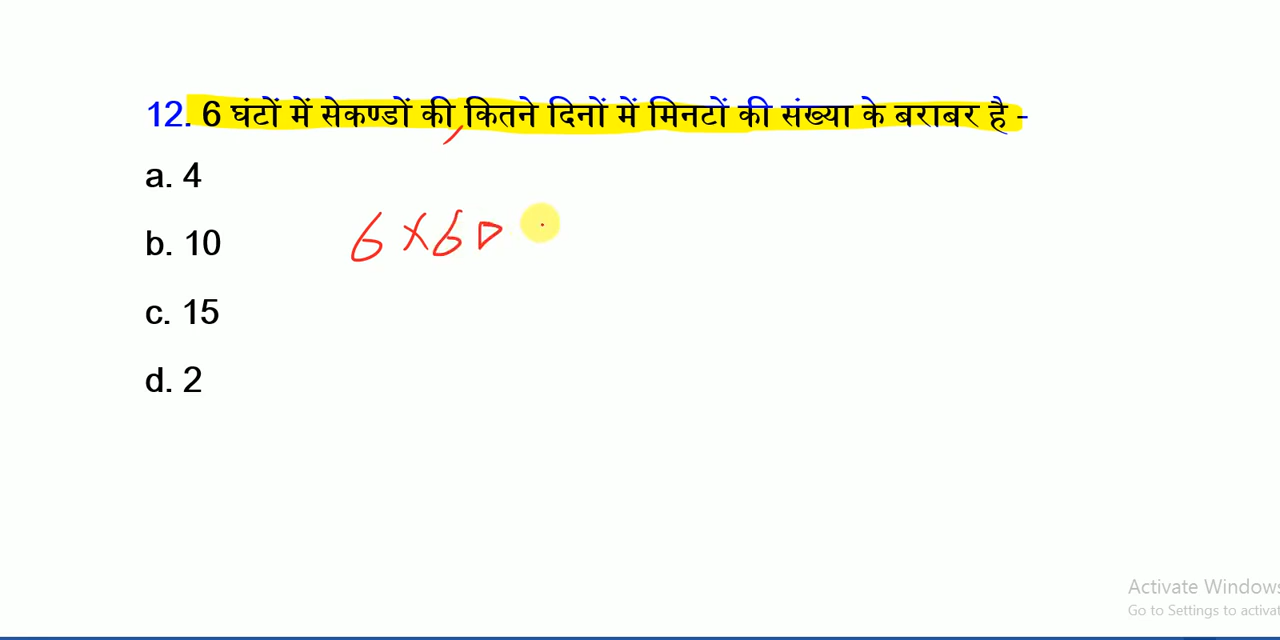 12. 6 घंटों में सेकण्डों की कितने दिनों में मिनटों की संख्या के बराबर है -
a. 4
b. 10
6 × 60
c. 15
d. 2
Activate Windows
Go to Settings to activat